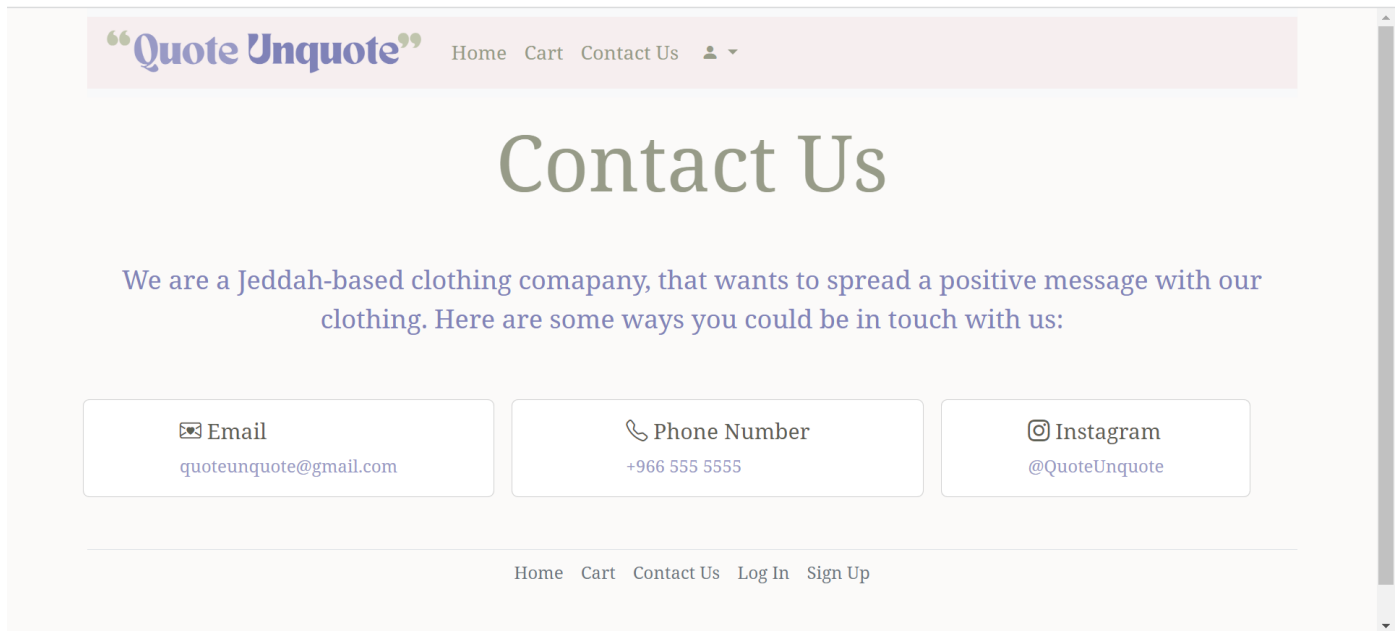 “Quote Unquote” Home Cart Contact Us
Contact Us
We are a Jeddah-based clothing comapany, that wants to spread a positive message with our
clothing. Here are some ways you could be in touch with us:
Email
quoteunquote@gmail.com
Phone Number
+966 555 5555
Instagram
@QuoteUnquote
Home Cart Contact Us Log In Sign Up